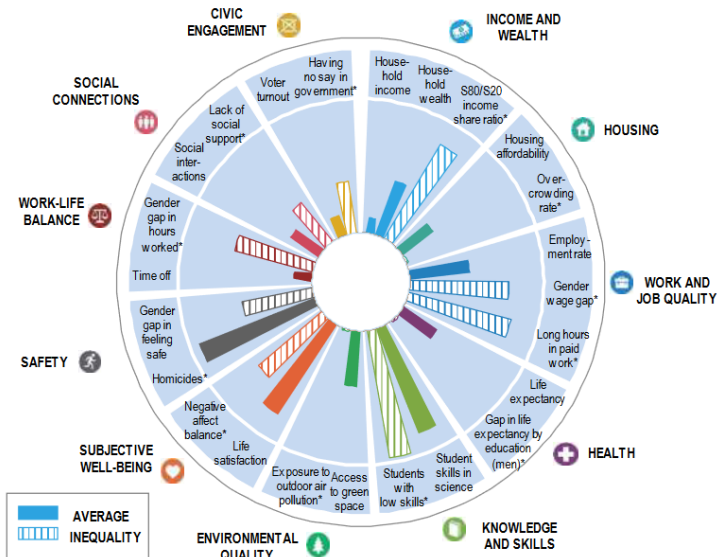 CIVIC
ENGAGEMENT
INCOME AND
WEALTH
HOUSING
WORK AND
JOB QUALITY
HEALTH
KNOWLEDGE
AND SKILLS
ENVIRONMENTAL
QUALITY
SUBJECTIVE
WELL-BEING
SAFETY
WORK-LIFE
BALANCE
SOCIAL
CONNECTIONS
House-
hold
income
House-
hold
wealth
S80/S20
income
share ratio*
Housing
affordability
Over-
crowding
rate*
Employ-
ment rate
Gender
wage gap*
Long hours
in paid
work*
Life
expectancy
Gap in life
expectancy by
education
(men)*
Student
skills in
science
Students
with
low skills*
Access
to green
space
Exposure to
outdoor air
pollution*
Life
satisfaction
Negative
affect
balance*
Homicides*
Gender
gap in
feeling
safe
Time off
Gender
gap in
hours
worked*
Social
inter-
actions
Lack of
social
support*
Voter
turnout
Having
no say in
government*
AVERAGE
INEQUALITY